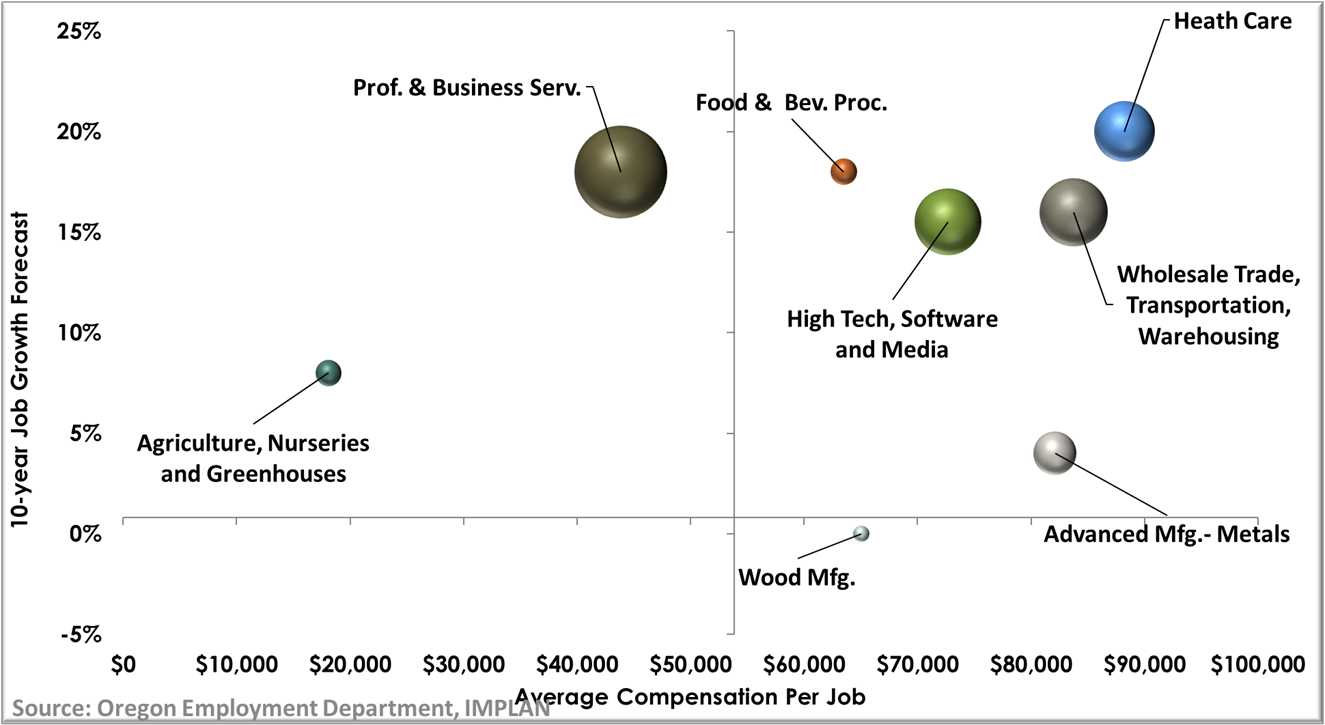 25%
Heath Care
Prof. & Business Serv.
Food & Bev. Proc.
20%
15%
Wholesale Trade,
Transportation,
Warehousing
High Tech, Software
and Media
10%
5%
Agriculture, Nurseries
and Greenhouses
0%
Advanced Mfg.- Metals
Wood Mfg.
-5%
10-year Job Growth Forecast
$0 $10,000 $20,000 $30,000 $40,000 $50,000 $60,000 $70,000 $80,000 $90,000 $100,000
Average Compensation Per Job
Source: Oregon Employment Department, IMPLAN